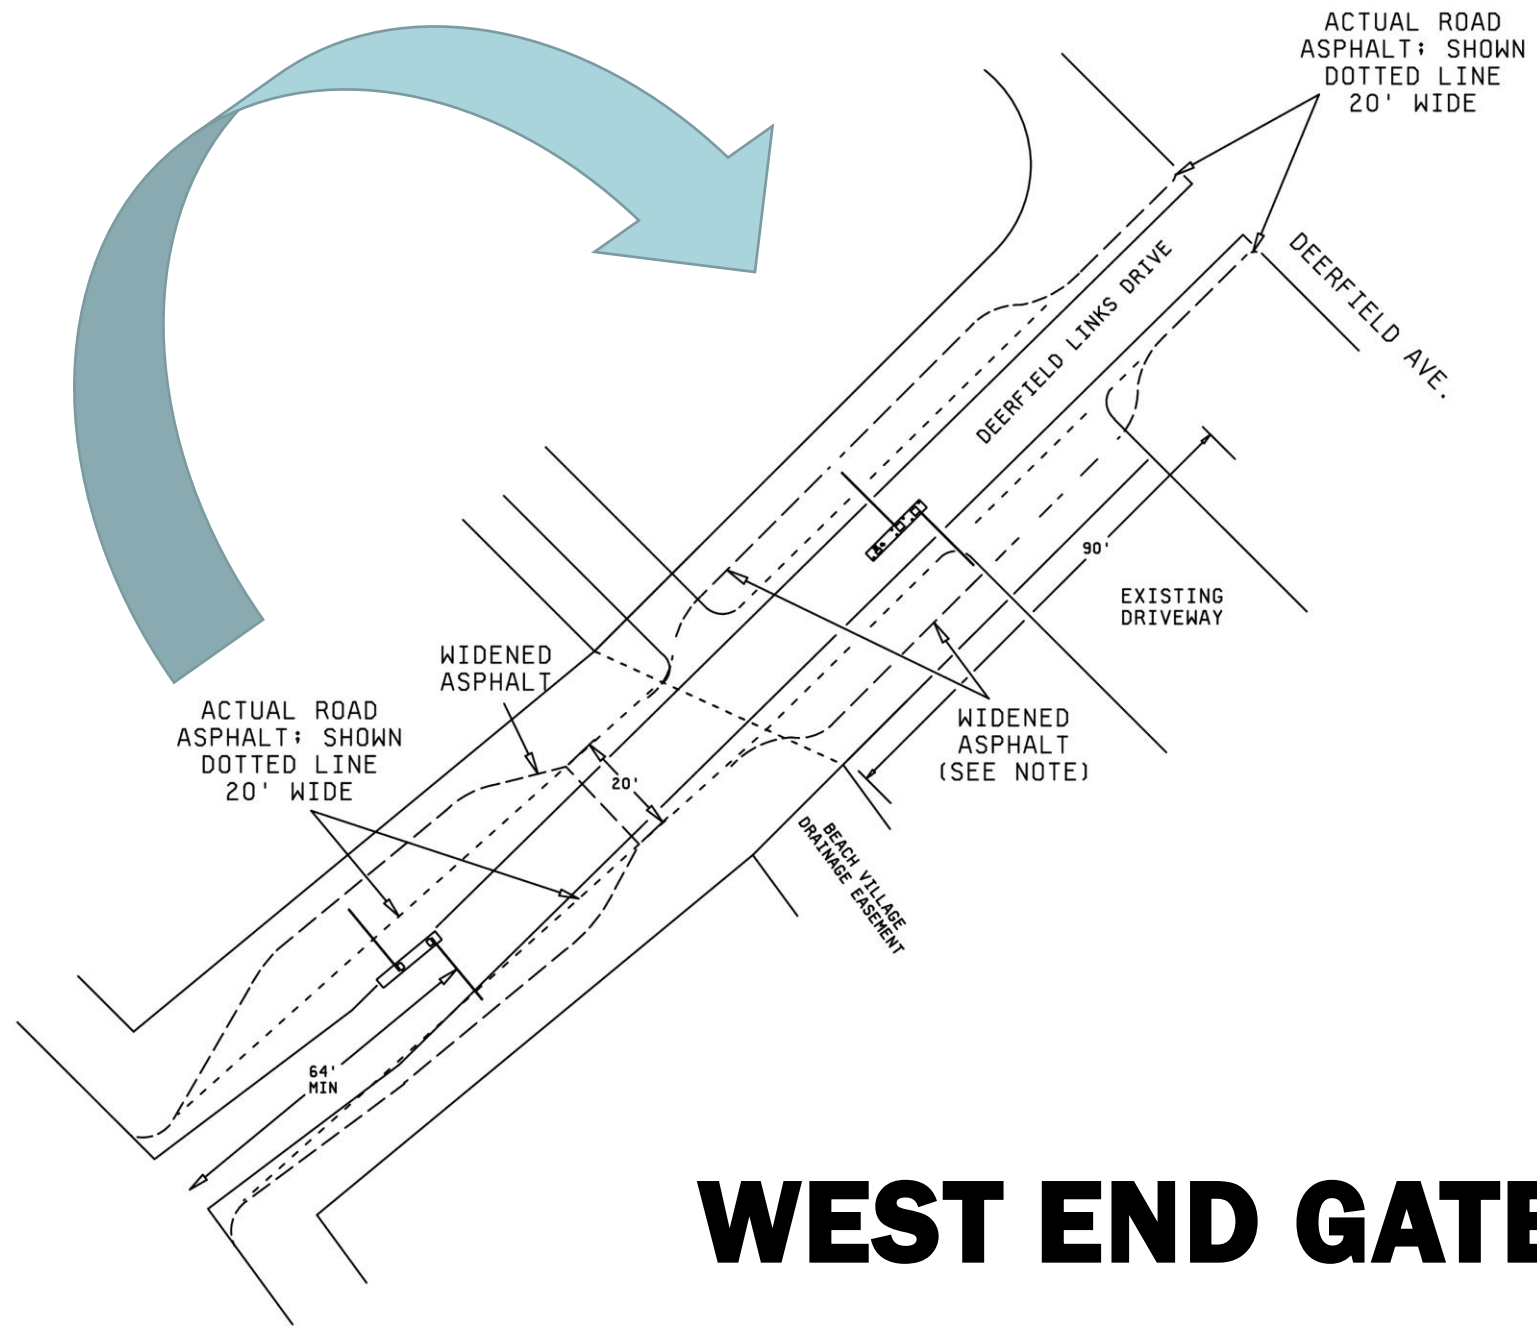 ACTUAL ROAD
ASPHALT; SHOWN
DOTTED LINE
20' WIDE
DEERFIELD LINKS DRIVE
DEERFIELD AVE.
90'
EXISTING
DRIVEWAY
WIDENED
ASPHALT
ACTUAL ROAD
ASPHALT; SHOWN
DOTTED LINE
20' WIDE
20'
WIDENED
ASPHALT
(SEE NOTE)
BEACH VILLAGE
DRAINAGE EASEMENT
64'
MIN
WEST END GATE